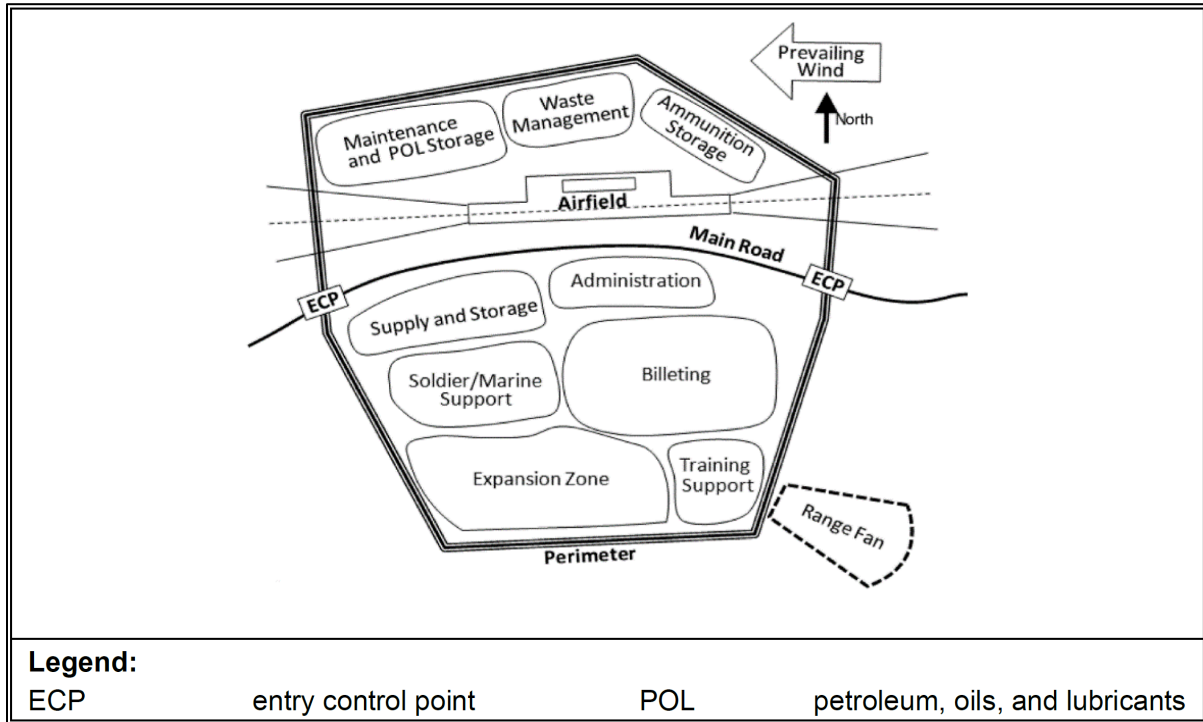 Prevailing
Wind
North
Waste
Management
Maintenance
and POL Storage
Ammunition
Storage
Airfield
Main Road
ECP
ECP
Administration
Supply and Storage
Billeting
Soldier/Marine
Support
Expansion Zone
Training
Support
Range Fan
Perimeter
Legend:
ECP entry control point POL petroleum, oils, and lubricants